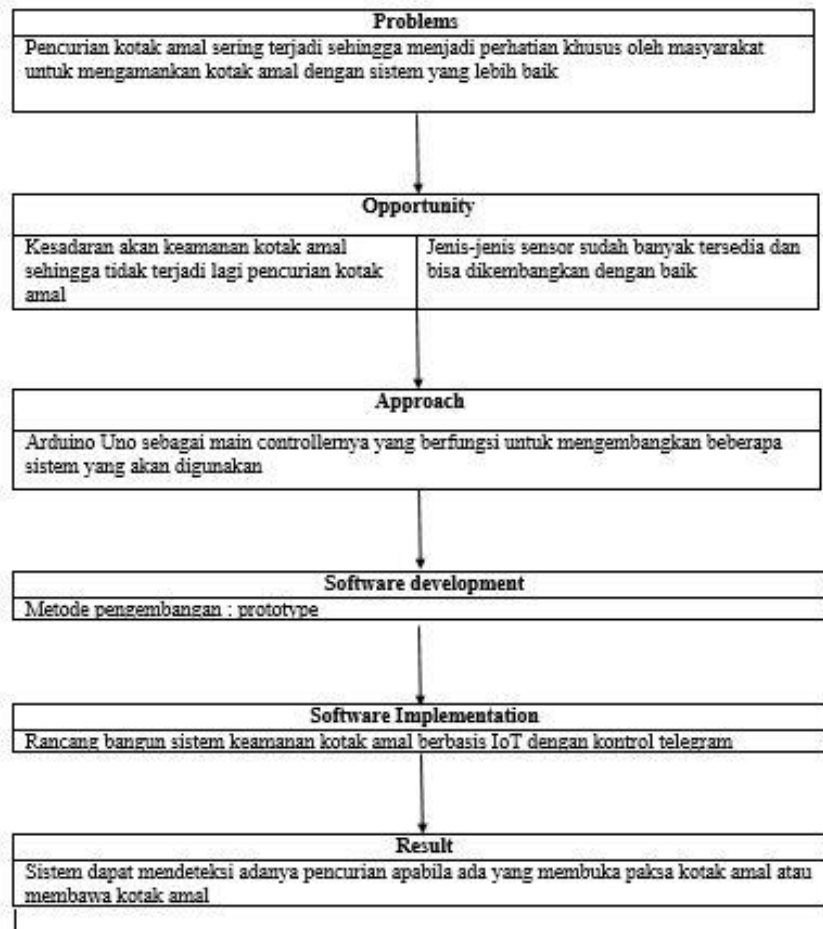 Problems
Pencurian kotak amal sering terjadi sehingga menjadi perhatian khusus oleh masyarakat
untuk mengamankan kotak amal dengan sistem yang lebih baik
Opportunity
Kesadaran akan keamanan kotak amal
sehingga tidak terjadi lagi pencurian kotak
amal
Jenis-jenis sensor sudah banyak tersedia dan
bisa dikembangkan dengan baik
Approach
Arduino Uno sebagai main controllernya yang berfungsi untuk mengembangkan beberapa
sistem yang akan digunakan
Software development
Metode pengembangan : prototype
Software Implementation
Rancang bangun sistem keamanan kotak amal berbasis IoT dengan kontrol telegram
Result
Sistem dapat mendeteksi adanya pencurian apabila ada yang membuka paksa kotak amal atau
membawa kotak amal